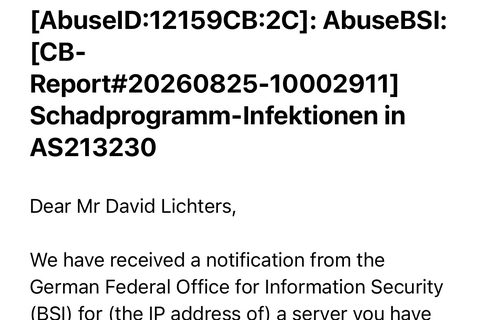 [AbuseID:12159CB:2C]: AbuseBSI:
[CB-
Report#20260825-10002911]
Schadprogramm-Infektionen in
AS213230
Dear Mr David Lichters,
We have received a notification from the
German Federal Office for Information Security
(BSI) for (the IP address of) a server you have